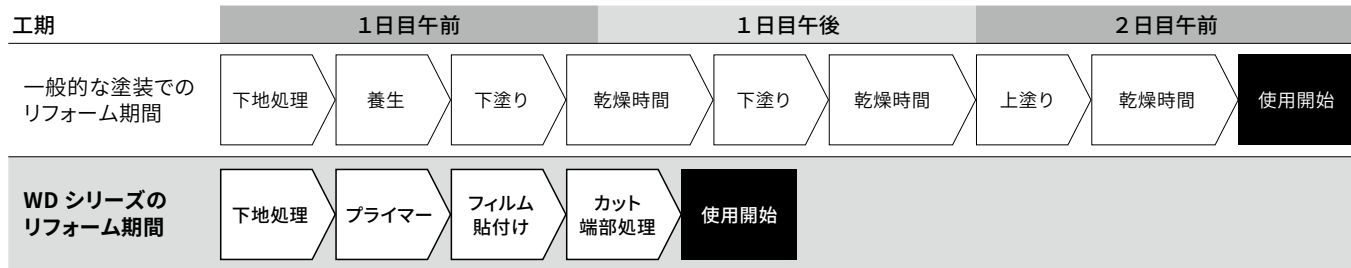 工期
１日目午前
１日目午後
２日目午前
一般的な塗装での
リフォーム期間
下地処理
養生
下塗り
乾燥時間
下塗り
乾燥時間
上塗り
乾燥時間
使用開始
WD シリーズの
リフォーム期間
下地処理
プライマー
フィルム
貼付け
カット
端部処理
使用開始